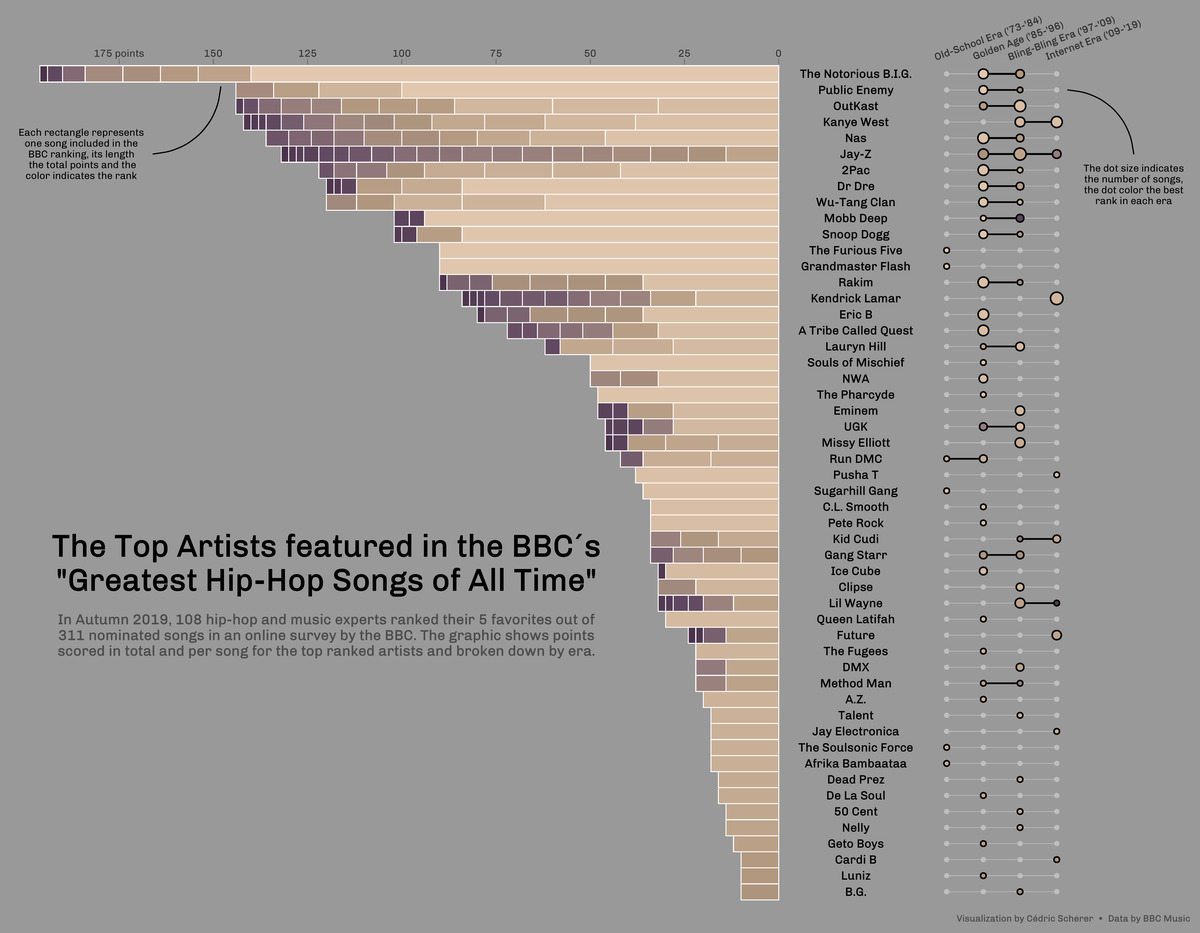 Old-School Era ('73-'84)
Golden Age ('85-'96)
Bling-Bling Era ('97-'09)
Internet Era ('09-'19)
175 points
150
125
100
75
50
25
0
The Notorious B.I.G.
Public Enemy
OutKast
Kanye West
Nas
Jay-Z
2Pac
Dr Dre
Wu-Tang Clan
Mobb Deep
Snoop Dogg
The Furious Five
Grandmaster Flash
Rakim
Kendrick Lamar
Eric B
A Tribe Called Quest
Lauryn Hill
Souls of Mischief
NWA
The Pharcyde
Eminem
UGK
Missy Elliott
Run DMC
Pusha T
Sugarhill Gang
C.L. Smooth
Pete Rock
Kid Cudi
Gang Starr
Ice Cube
Clipse
Lil Wayne
Queen Latifah
Future
The Fugees
DMX
Method Man
A.Z.
Talent
Jay Electronica
The Soulsonic Force
Afrika Bambaataa
Dead Prez
De La Soul
50 Cent
Nelly
Geto Boys
Cardi B
Luniz
B.G.
Each rectangle represents
one song included in the
BBC ranking, its length
the total points and the
color indicates the rank
The dot size indicates
the number of songs,
the dot color the best
rank in each era
The Top Artists featured in the BBC´s
"Greatest Hip-Hop Songs of All Time"
In Autumn 2019, 108 hip-hop and music experts ranked their 5 favorites out of
311 nominated songs in an online survey by the BBC. The graphic shows points
scored in total and per song for the top ranked artists and broken down by era.
Visualization by Cédric Scherer • Data by BBC Music